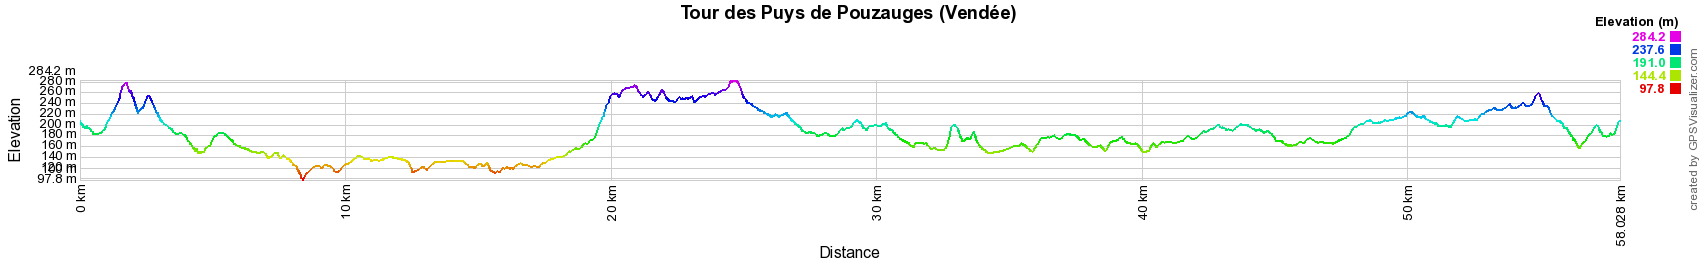 Tour des Puys de Pouzauges (Vendée)
Elevation (m)
284.2
237.6
191.0
144.4
97.8
284.2 m
280 m
260 m
240 m
220 m
200 m
180 m
160 m
140 m
120 m
100 m
97.8 m
Elevation
0 km
10 km
20 km
30 km
40 km
50 km
58.028 km
Distance
created by GPSVisualizer.com